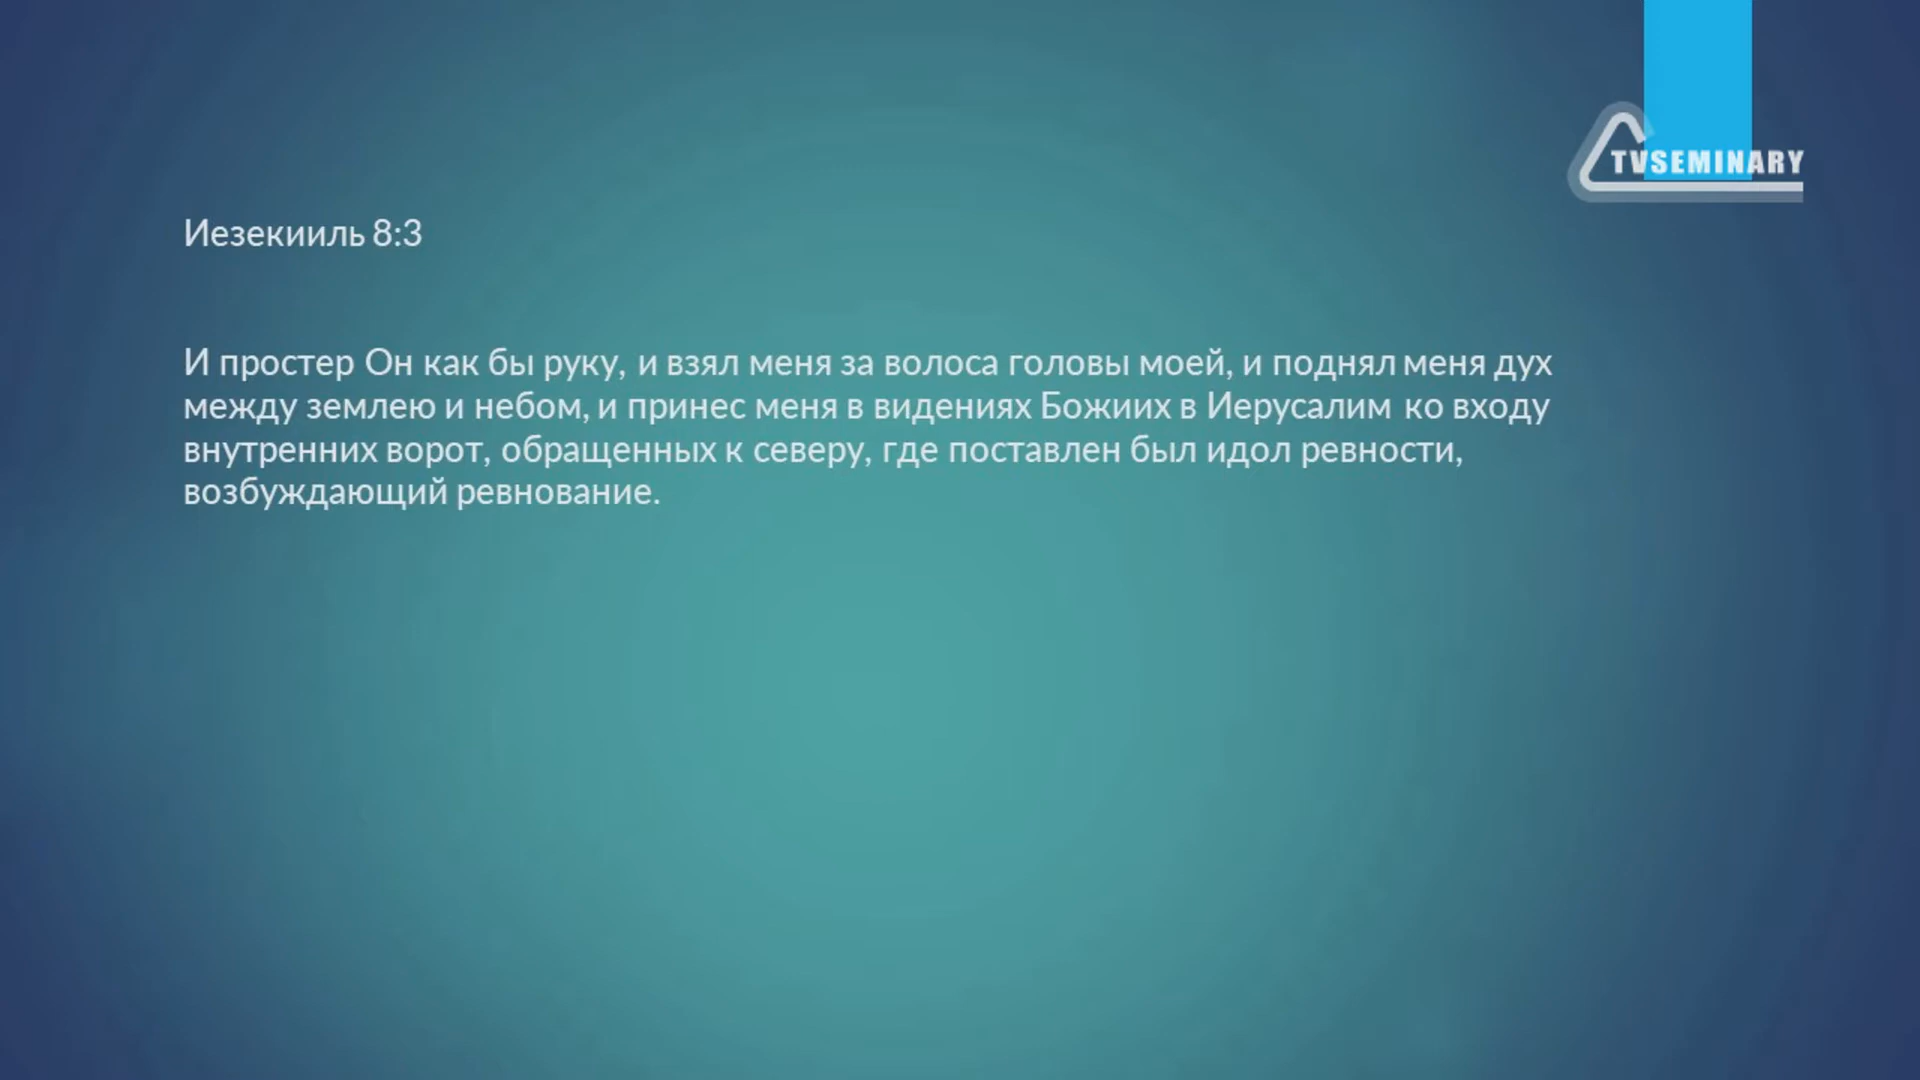 TVSEMINARY
Иезекииль 8:3
И простер Он как бы руку, и взял меня за волоса головы моей, и поднял меня дух
между землею и небом, и принес меня в видениях Божиих в Иерусалим ко входу
внутренних ворот, обращенных к северу, где поставлен был идол ревности,
возбуждающий ревнование.